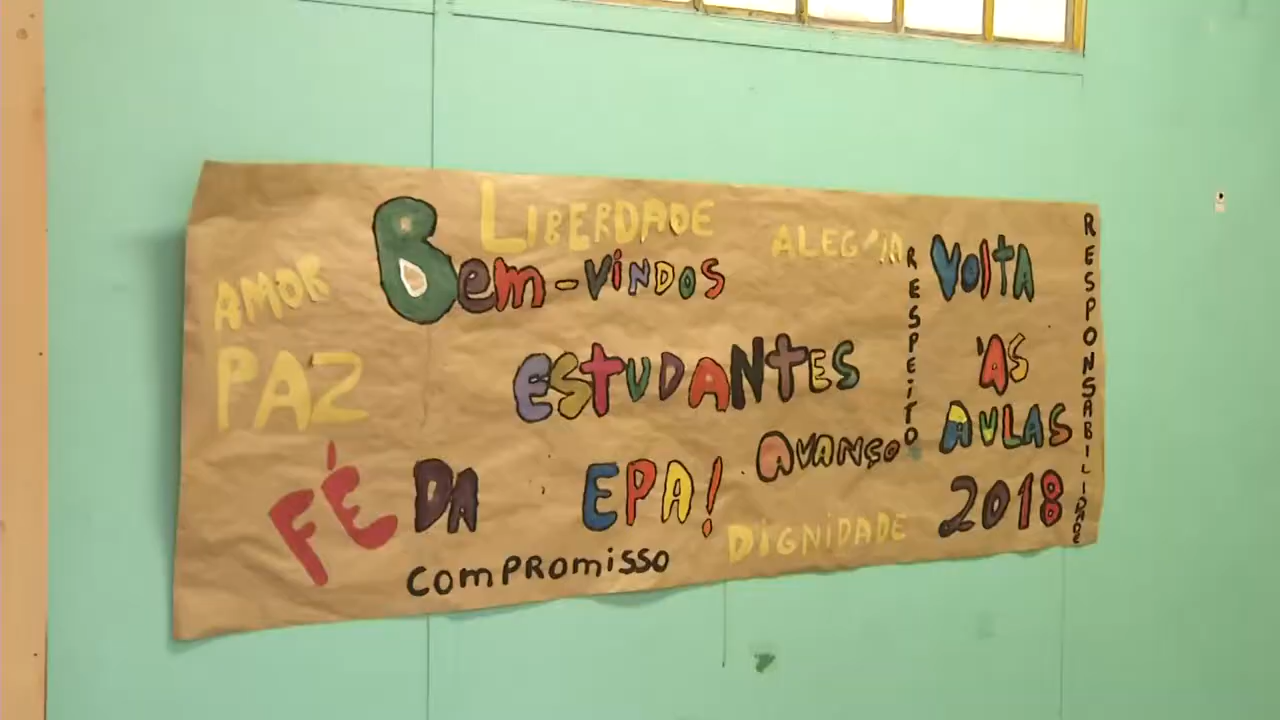 LIBERDADE
ALEGRIA
Bem-VINDOS
AMOR
PAZ
ESTUDANTES
RESPEITO
VOLTA
ÀS
AULAS
2018
RESPONSABILIDADE
AVANÇO
FÉ
DA EPA!
DIGNIDADE
COMPROMISSO